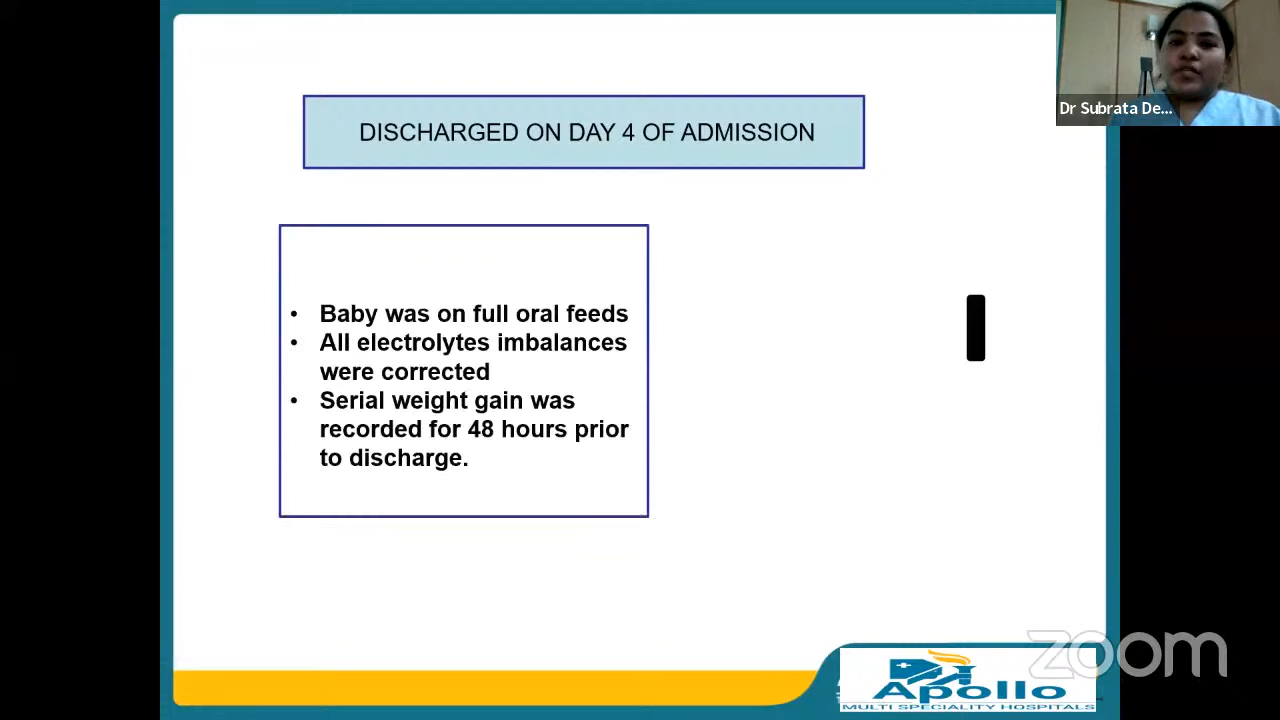 Dr Subrata De...
DISCHARGED ON DAY 4 OF ADMISSION
• Baby was on full oral feeds
• All electrolytes imbalances
were corrected
• Serial weight gain was
recorded for 48 hours prior
to discharge.
zoom
Apollo
MULTI SPECIALITY HOSPITALS